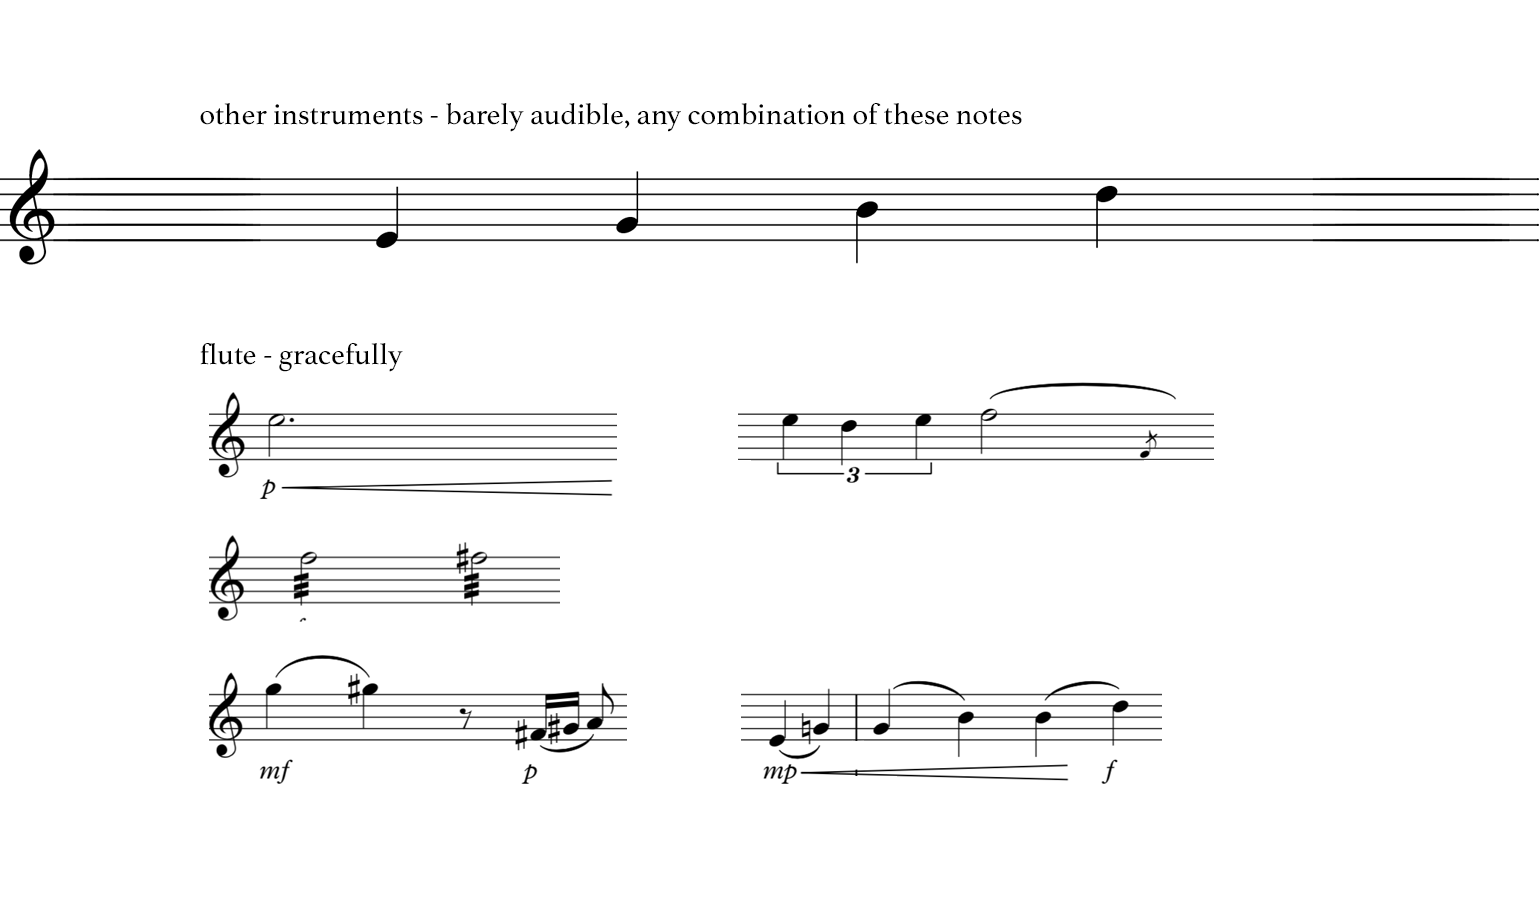 other instruments - barely audible, any combination of these notes
flute - gracefully
p
3
mf p
mp f